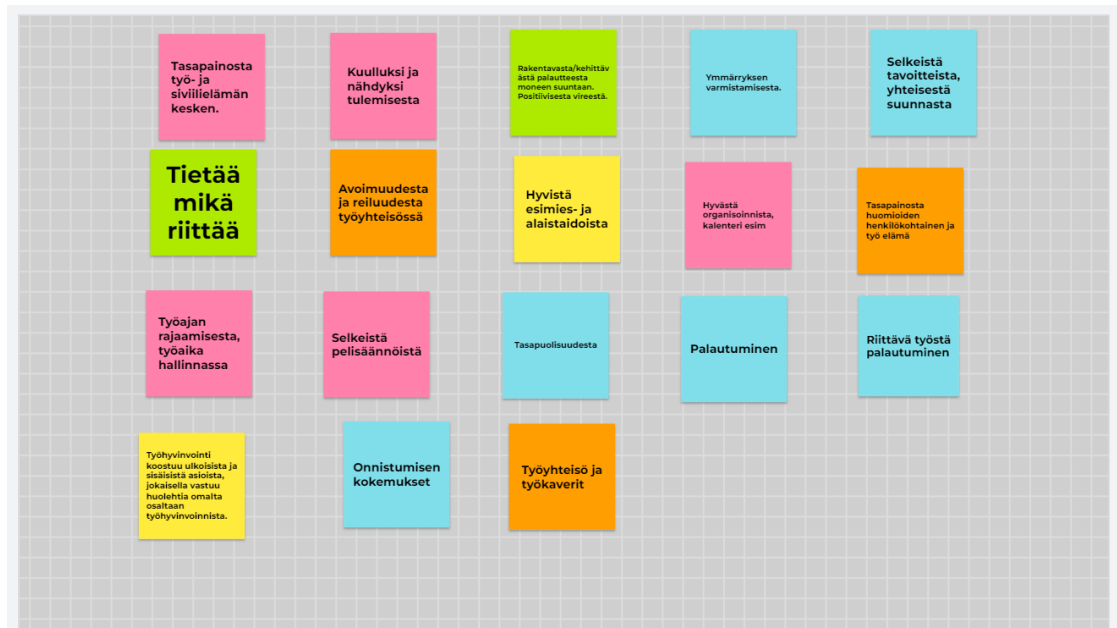 Tasapainosta
työ- ja
siviilielämän
kesken.
Kuulluksi ja
nähdyksi
tulemisesta
Rakentavasta/kehittäv
ästä palautteesta
moneen suuntaan.
Positiivisesta vireestä.
Ymmärryksen
varmistamisesta.
Selkeistä
tavoitteista,
yhteisestä
suunnasta
Tietää
mikä
riittää
Avoimuudesta
ja reiluudesta
työyhteisössä
Hyvistä
esimies- ja
alaistaidoista
Hyvästä
organisoinnista,
kalenteri esim
Tasapainosta
huomioiden
henkilökohtainen ja
työ elämä
Työajan
rajaamisesta,
työaika
hallinnassa
Selkeistä
pelisäännöistä
Tasapuolisuudesta
Palautuminen
Riittävä työstä
palautuminen
Työhyvinvointi
koostuu ulkoisista ja
sisäisistä asioista,
jokaisella vastuu
huolehtia omalta
osaltaan
työhyvinvoinnista.
Onnistumisen
kokemukset
Työyhteisö ja
työkaverit